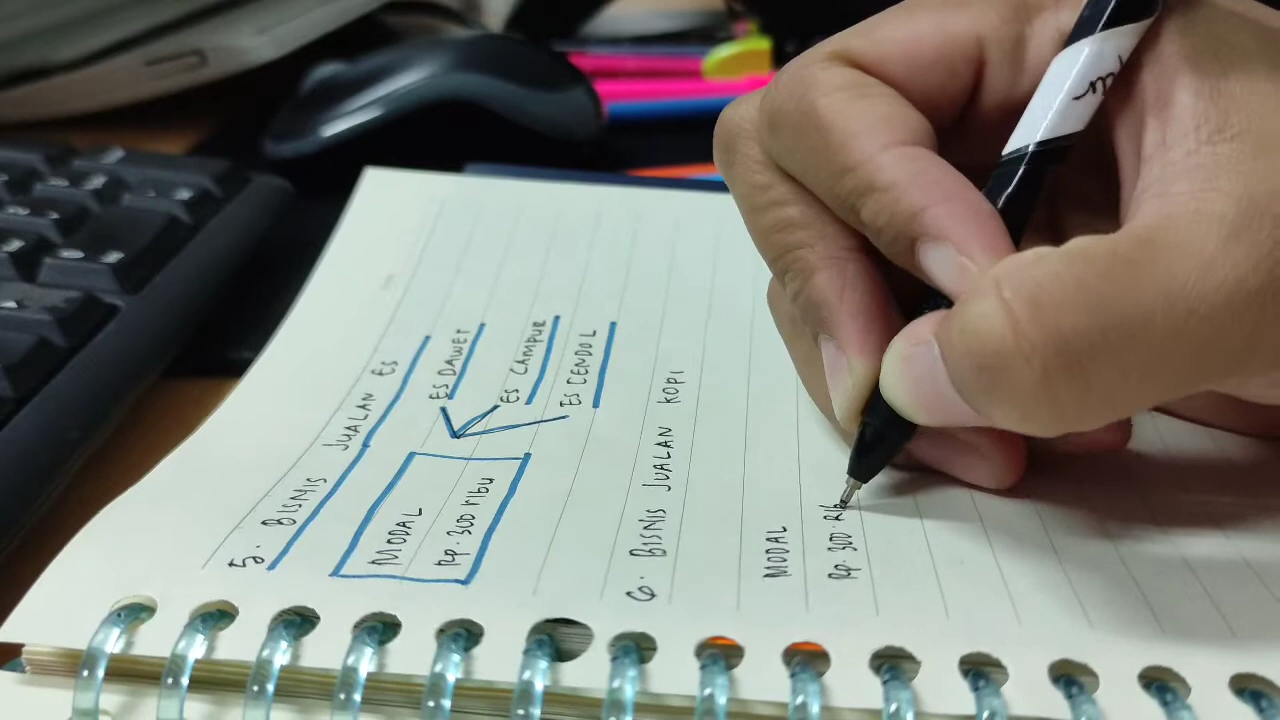 5. BISNIS JUALAN ES
MODAL
Rp. 300 ribu
ES DAWET
ES CAMPUR
ES CENDOL
6. BISNIS JUALAN KOPI
MODAL
Rp. 300 Rib